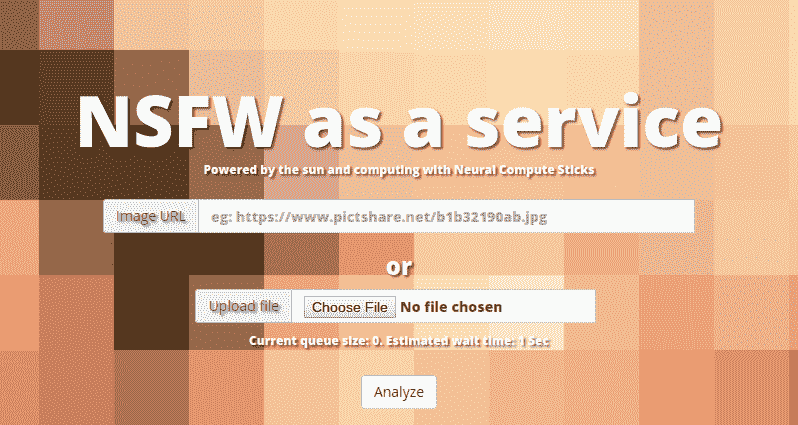 NSFW as a service
Powered by the sun and computing with Neural Compute Sticks
Image URL eg: https://www.pictshare.net/b1b32190ab.jpg
or
Upload file Choose File No file chosen
Current queue size: 0. Estimated wait time: 1 Sec
Analyze